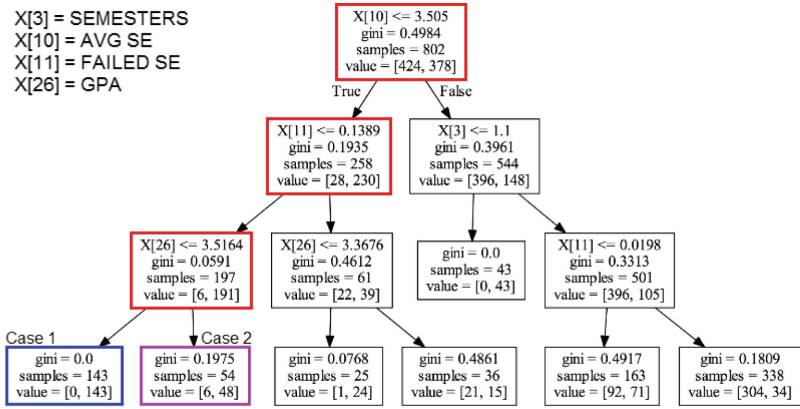 X[3] = SEMESTERS
X[10] = AVG SE
X[11] = FAILED SE
X[26] = GPA
X[10] <= 3.505
gini = 0.4984
samples = 802
value = [424, 378]
True
False
X[11] <= 0.1389
gini = 0.1935
samples = 258
value = [28, 230]
X[3] <= 1.1
gini = 0.3961
samples = 544
value = [396, 148]
X[26] <= 3.5164
gini = 0.0591
samples = 197
value = [6, 191]
X[26] <= 3.3676
gini = 0.4612
samples = 61
value = [22, 39]
gini = 0.0
samples = 43
value = [0, 43]
X[11] <= 0.0198
gini = 0.3313
samples = 501
value = [396, 105]
Case 1
gini = 0.0
samples = 143
value = [0, 143]
Case 2
gini = 0.1975
samples = 54
value = [6, 48]
gini = 0.0768
samples = 25
value = [1, 24]
gini = 0.4861
samples = 36
value = [21, 15]
gini = 0.4917
samples = 163
value = [92, 71]
gini = 0.1809
samples = 338
value = [304, 34]